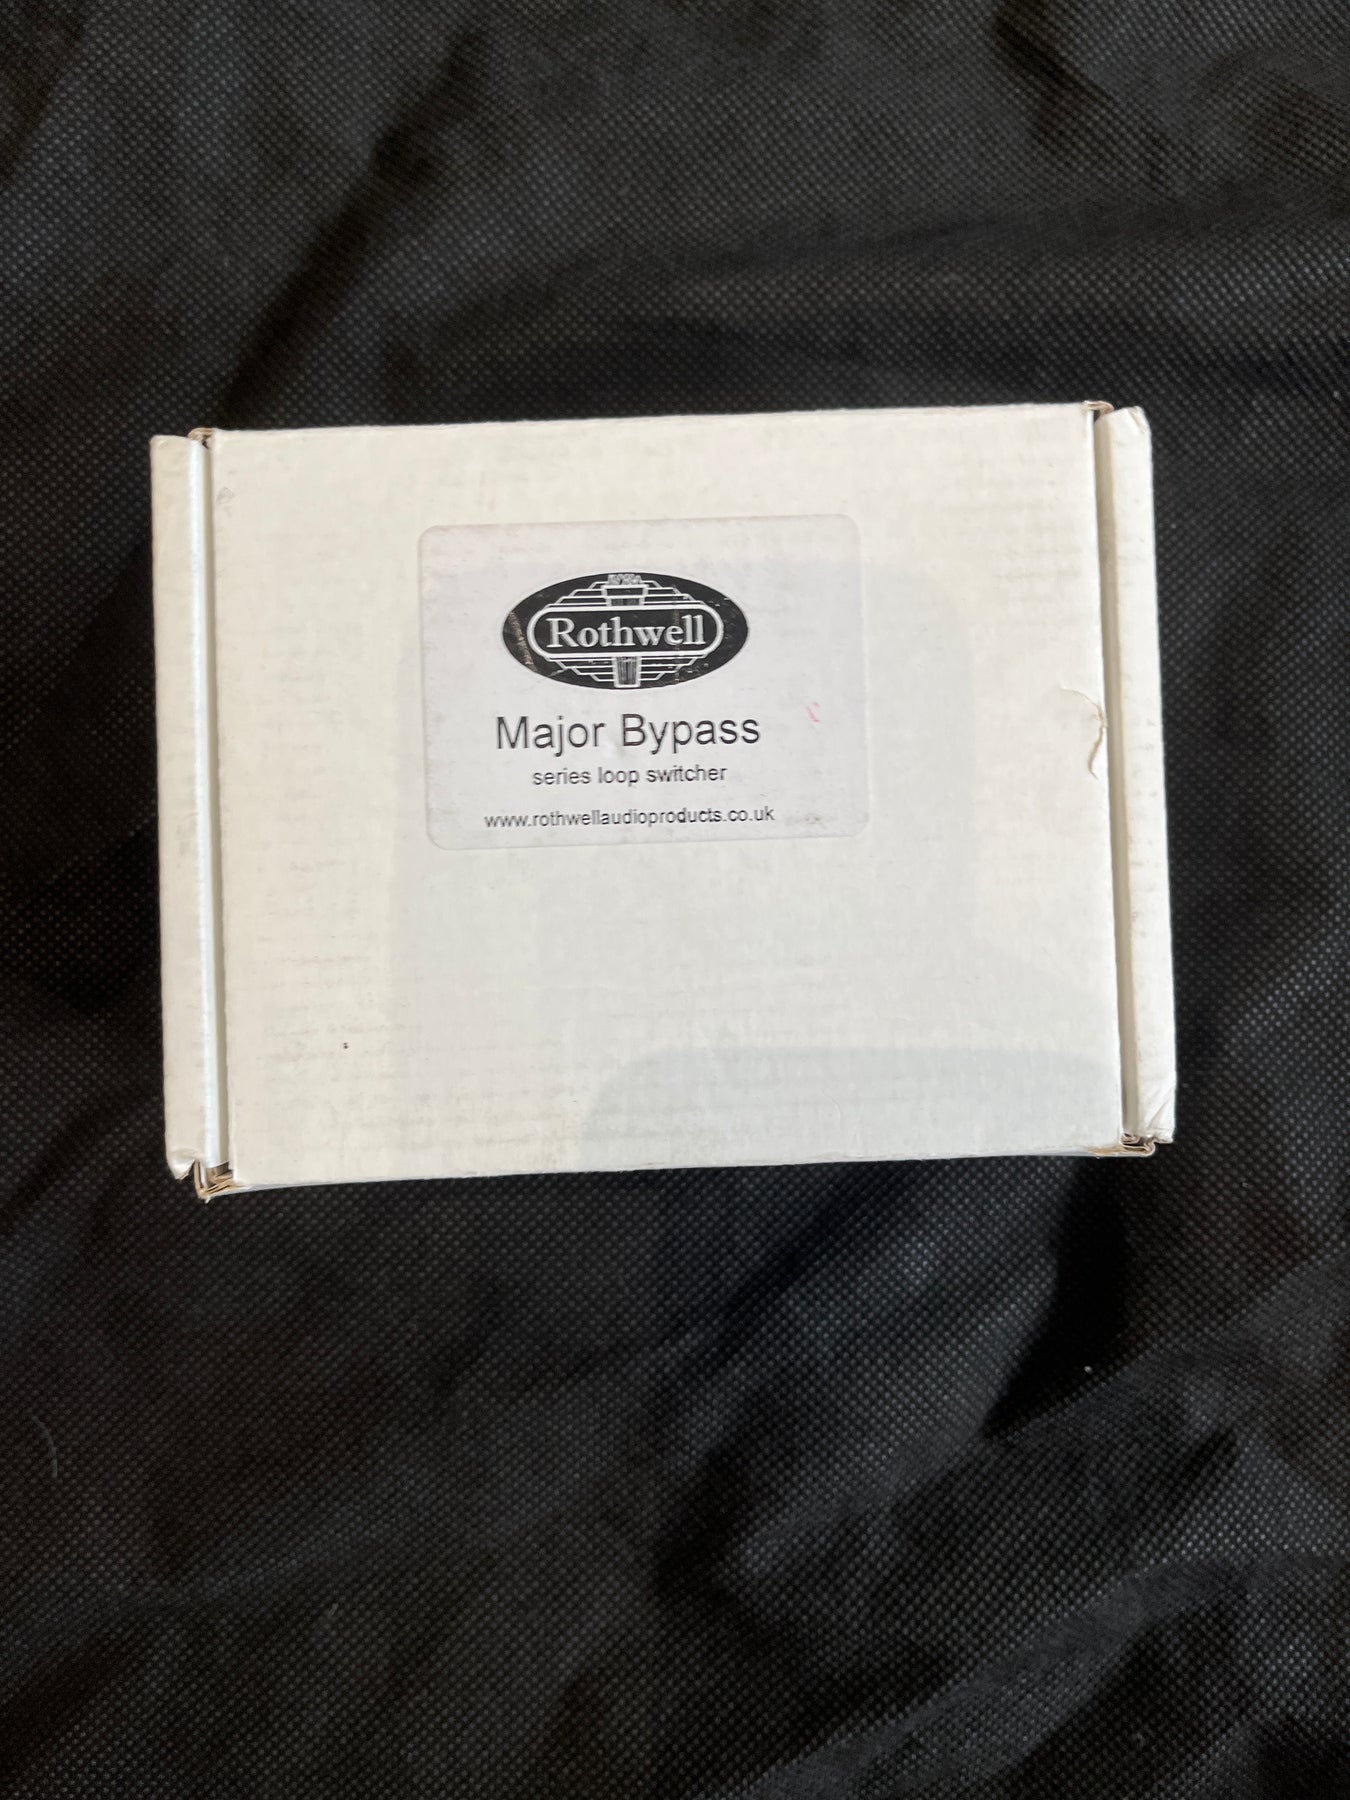 Rothwell
Major Bypass
series loop switcher
www.rothwellaudioproducts.co.uk